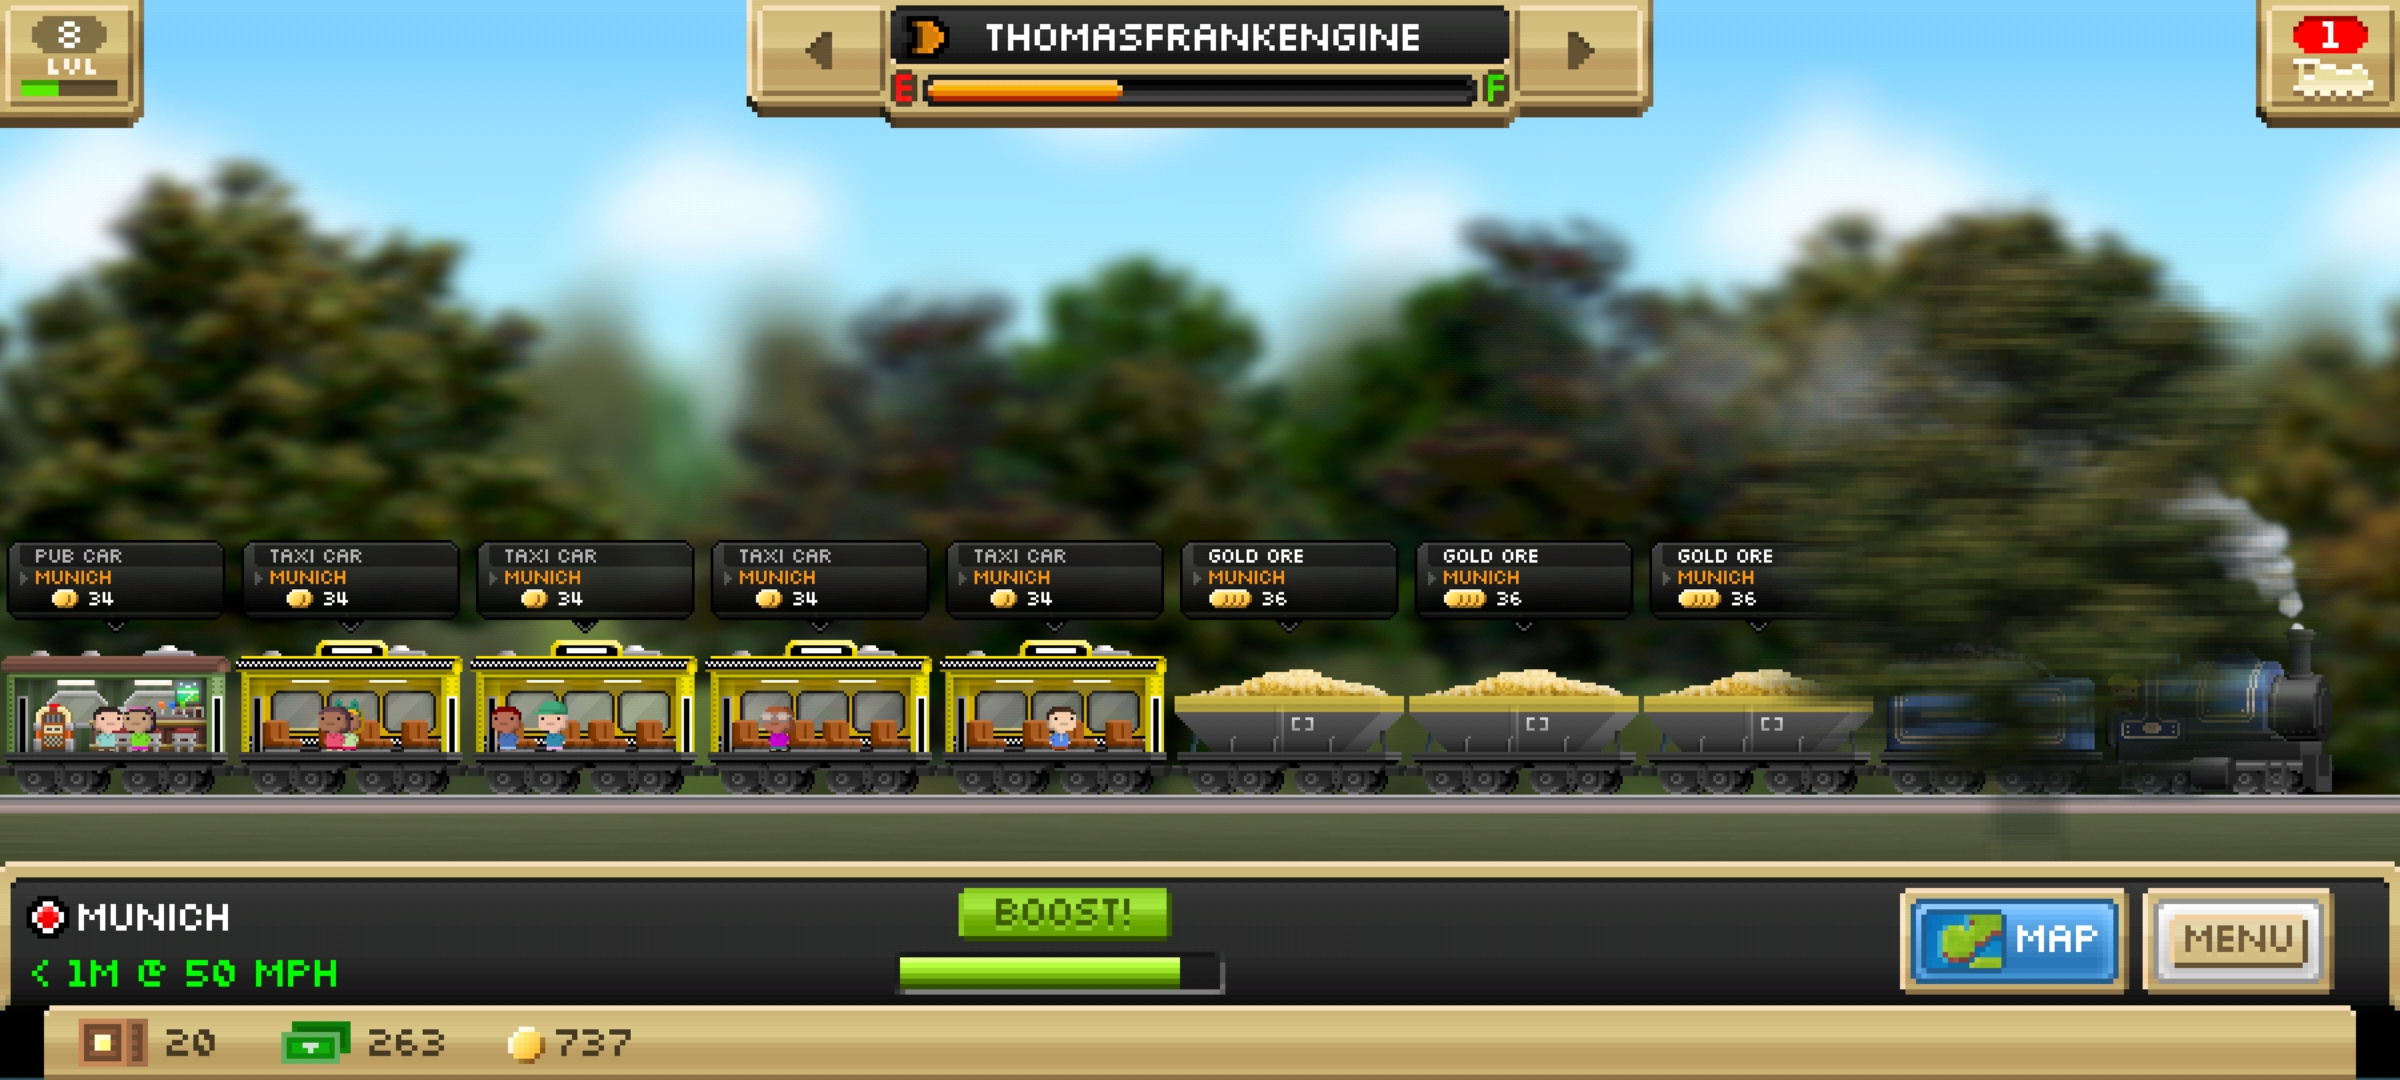 8
LVL
THOMASFRANKENGINE
E F
1
PUB CAR
MUNICH
34
TAXI CAR
MUNICH
34
TAXI CAR
MUNICH
34
TAXI CAR
MUNICH
34
TAXI CAR
MUNICH
34
GOLD ORE
MUNICH
36
GOLD ORE
MUNICH
36
GOLD ORE
MUNICH
36
MUNICH
< 1M @ 50 MPH
BOOST!
MAP
MENU
20 263 737